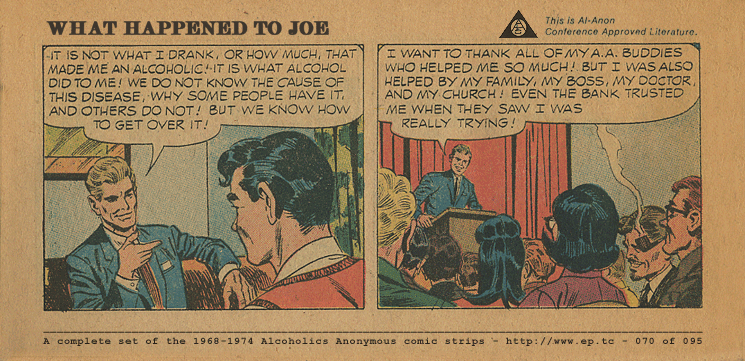 WHAT HAPPENED TO JOE
This is Al-Anon
Conference Approved Literature.
IT IS NOT WHAT I DRANK, OR HOW MUCH, THAT
MADE ME AN ALCOHOLIC! IT IS WHAT ALCOHOL
DID TO ME! WE DO NOT KNOW THE CAUSE OF
THIS DISEASE, WHY SOME PEOPLE HAVE IT,
AND OTHERS DO NOT! BUT WE KNOW HOW
TO GET OVER IT!
I WANT TO THANK ALL OF MY A.A. BUDDIES
WHO HELPED ME SO MUCH! BUT I WAS ALSO
HELPED BY MY FAMILY, MY BOSS, MY DOCTOR,
AND MY CHURCH! EVEN THE BANK TRUSTED
ME WHEN THEY SAW I WAS
REALLY TRYING!
A complete set of the 1968-1974 Alcoholics Anonymous comic strips - http://www.ep.tc - 070 of 095